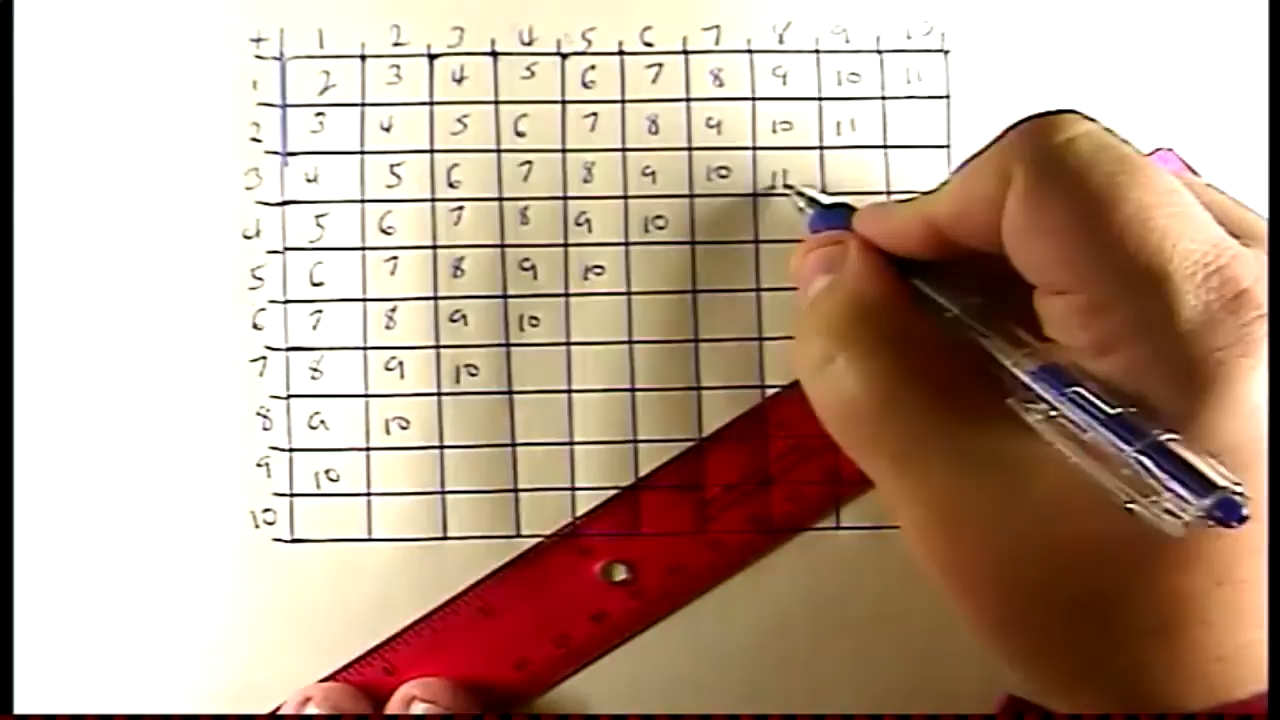 + 1 2 3 4 5 6 7 8 9 10
1 2 3 4 5 6 7 8 9 10 11
2 3 4 5 6 7 8 9 10 11
3 4 5 6 7 8 9 10 11
4 5 6 7 8 9 10
5 6 7 8 9 10
6 7 8 9 10
7 8 9 10
8 9 10
9 10
10